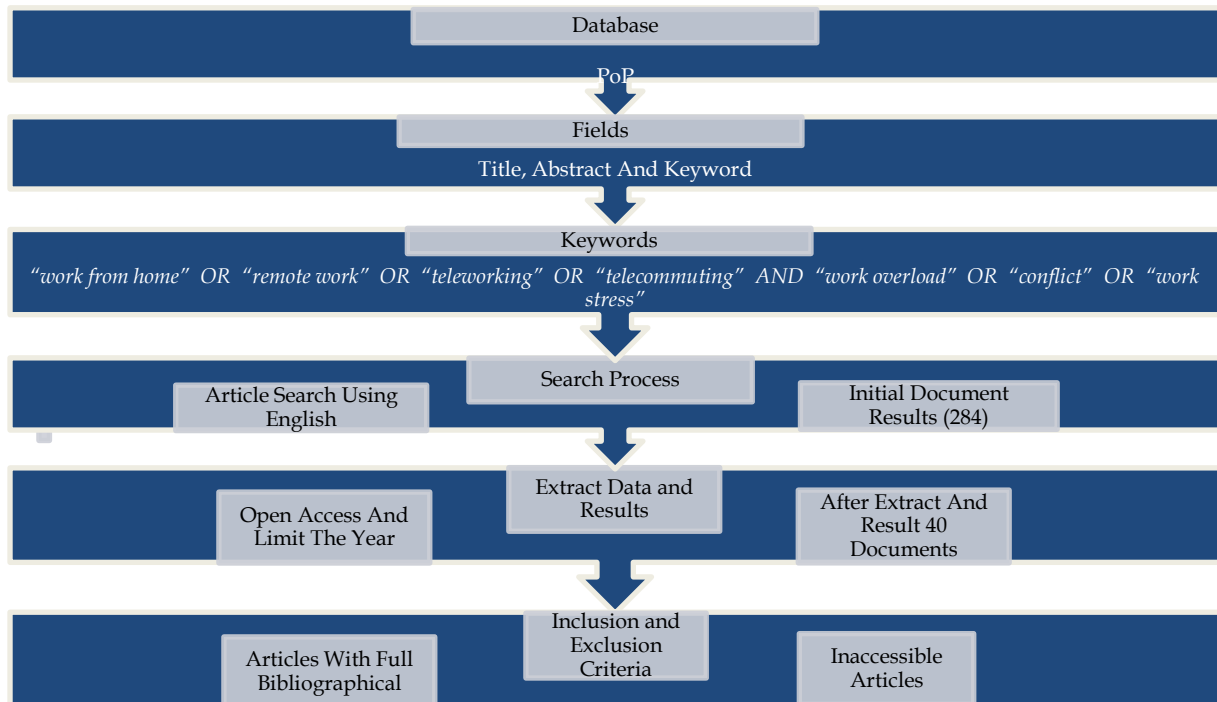 Database
PoP
Fields
Title, Abstract And Keyword
Keywords
“work from home” OR “remote work” OR “teleworking” OR “telecommuting” AND “work overload” OR “conflict” OR “work
stress”
Search Process
Article Search Using
English
Initial Document
Results (284)
Extract Data and
Results
Open Access And
Limit The Year
After Extract And
Result 40
Documents
Inclusion and
Exclusion
Criteria
Articles With Full
Bibliographical
Inaccessible
Articles